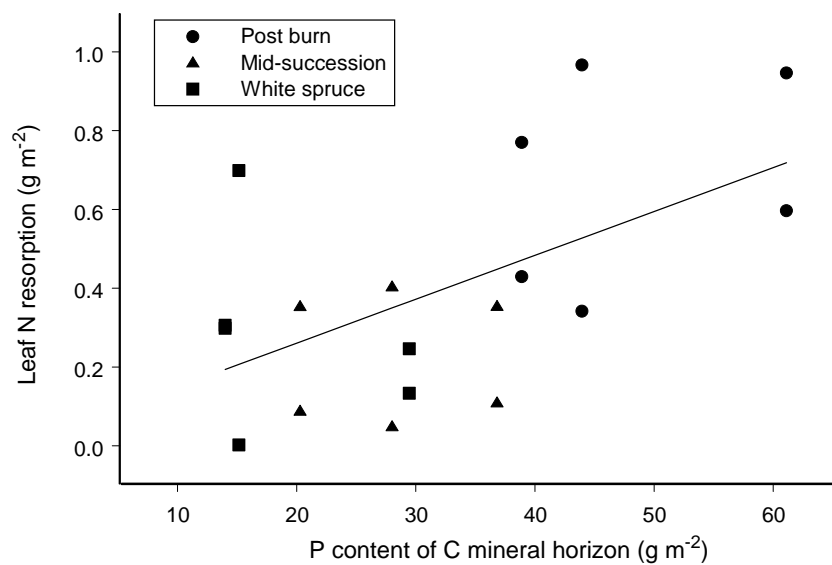 Post burn
Mid-succession
White spruce
1.0
0.8
0.6
0.4
0.2
0.0
Leaf N resorption (g m-2)
10 20 30 40 50 60
P content of C mineral horizon (g m-2)